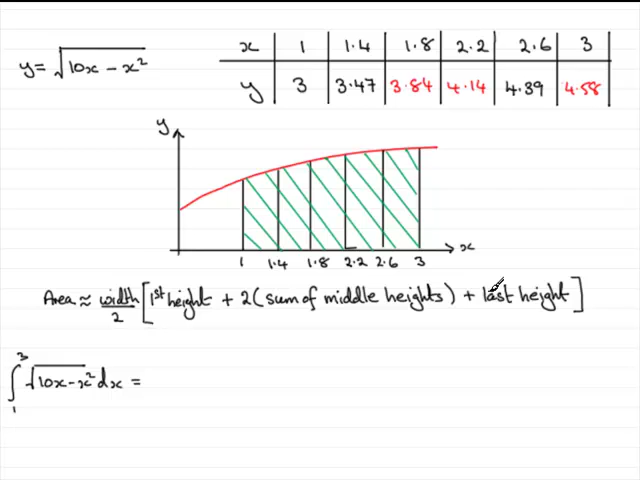 y = √10x − x²
x 1 1.4 1.8 2.2 2.6 3
y 3 3.47 3.84 4.14 4.39 4.58
y
x
1 1.4 1.8 2.2 2.6 3
Area ≈ width/2 [1st height + 2(sum of middle heights) + last height]
∫₁³ √10x-x² dx =